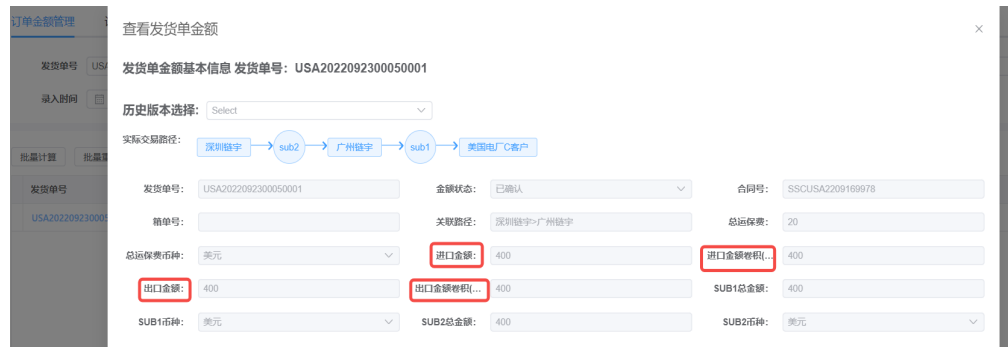 订单金额管理
查看发货单金额
×
发货单号 USA
发货单金额基本信息 发货单号：USA2022092300050001
录入时间
历史版本选择： Select
实际交易路径： 深圳链宇 sub2 广州链宇 sub1 美国电厂C客户
批量计算
发货单号
发货单号： USA2022092300050001 金额状态： 已确认 合同号： SSCUSA2209169978
USA20220923000
箱单号： 关联路径： 深圳链宇>广州链宇 总运保费： 20
总运保费币种： 美元 进口金额： 400 进口金额卷积(... 400
出口金额： 400 出口金额卷积(... 400 SUB1总金额： 400
SUB1币种： 美元 SUB2总金额： 400 SUB2币种： 美元